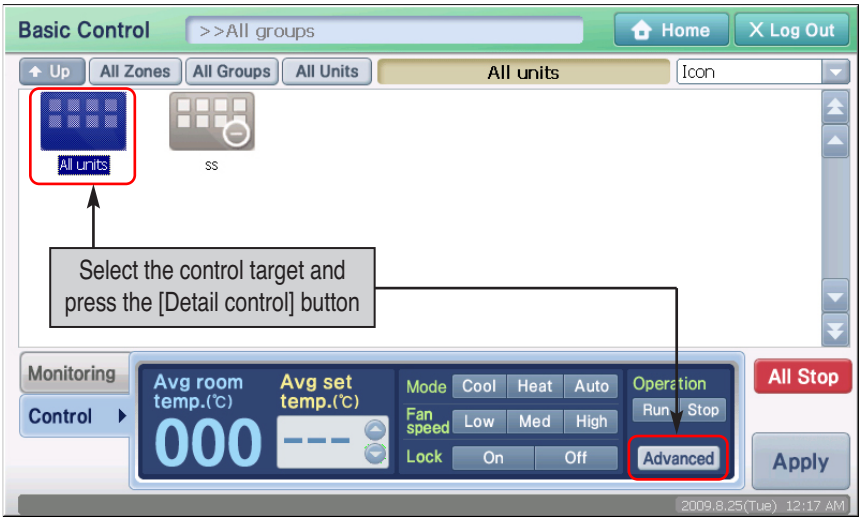 Basic Control
>>All groups
Home
X Log Out
Up
All Zones
All Groups
All Units
All units
Icon
All units
ss
Select the control target and
press the [Detail control] button
Monitoring
Control
Avg room
temp.(℃)
000
Avg set
temp.(℃)
---
Mode Cool Heat Auto
Fan
speed Low Med High
Lock On Off
Operation
Run Stop
Advanced
All Stop
Apply
2009.8.25(Tue) 12:17 AM